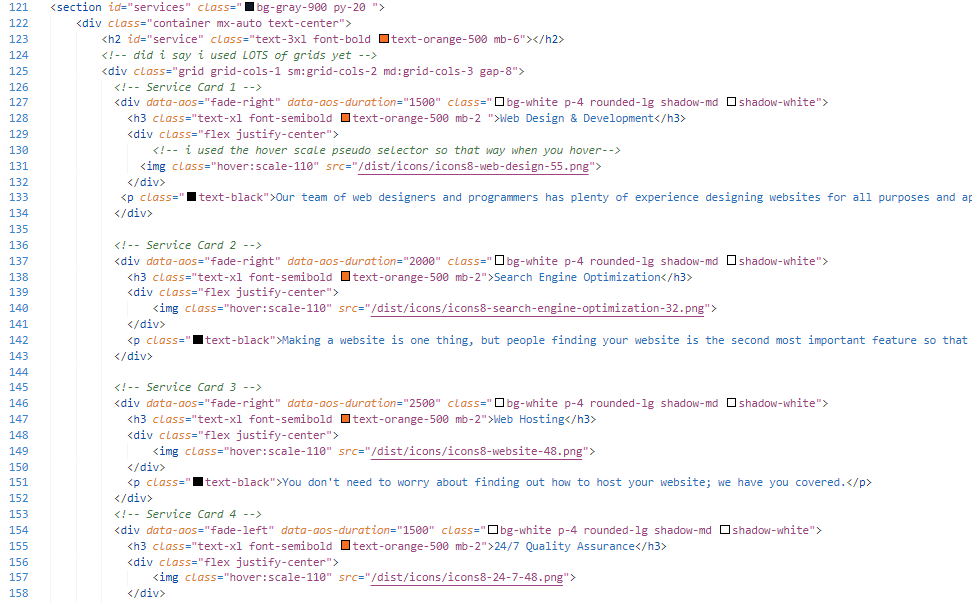 121 <section id="services" class="bg-gray-900 py-20 ">
122 <div class="container mx-auto text-center">
123 <h2 id="service" class="text-3xl font-bold text-orange-500 mb-6"></h2>
124 <!-- did i say i used LOTS of grids yet -->
125 <div class="grid grid-cols-1 sm:grid-cols-2 md:grid-cols-3 gap-8">
126 <!-- Service Card 1 -->
127 <div data-aos="fade-right" data-aos-duration="1500" class="bg-white p-4 rounded-lg shadow-md shadow-white">
128 <h3 class="text-xl font-semibold text-orange-500 mb-2 ">Web Design & Development</h3>
129 <div class="flex justify-center">
130 <!-- i used the hover scale pseudo selector so that way when you hover-->
131 <img class="hover:scale-110" src="/dist/icons/icons8-web-design-55.png">
132 </div>
133 <p class="text-black">Our team of web designers and programmers has plenty of experience designing websites for all purposes and ap
134 </div>
135
136 <!-- Service Card 2 -->
137 <div data-aos="fade-right" data-aos-duration="2000" class="bg-white p-4 rounded-lg shadow-md shadow-white">
138 <h3 class="text-xl font-semibold text-orange-500 mb-2">Search Engine Optimization</h3>
139 <div class="flex justify-center">
140 <img class="hover:scale-110" src="/dist/icons/icons8-search-engine-optimization-32.png">
141 </div>
142 <p class="text-black">Making a website is one thing, but people finding your website is the second most important feature so that
143 </div>
144
145 <!-- Service Card 3 -->
146 <div data-aos="fade-right" data-aos-duration="2500" class="bg-white p-4 rounded-lg shadow-md shadow-white">
147 <h3 class="text-xl font-semibold text-orange-500 mb-2">Web Hosting</h3>
148 <div class="flex justify-center">
149 <img class="hover:scale-110" src="/dist/icons/icons8-website-48.png">
150 </div>
151 <p class="text-black">You don't need to worry about finding out how to host your website; we have you covered.</p>
152 </div>
153 <!-- Service Card 4 -->
154 <div data-aos="fade-left" data-aos-duration="1500" class="bg-white p-4 rounded-lg shadow-md shadow-white">
155 <h3 class="text-xl font-semibold text-orange-500 mb-2">24/7 Quality Assurance</h3>
156 <div class="flex justify-center">
157 <img class="hover:scale-110" src="/dist/icons/icons8-24-7-48.png">
158 </div>